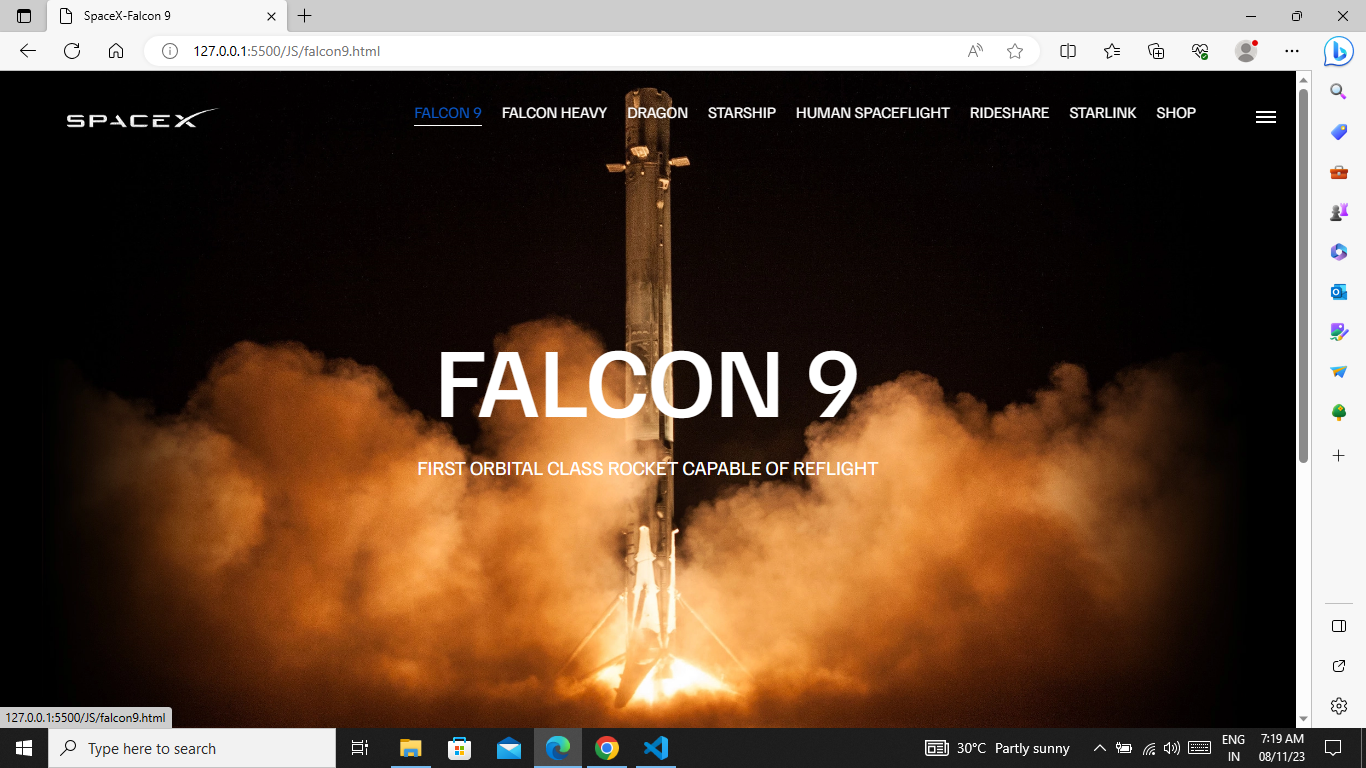 SpaceX-Falcon 9
127.0.0.1:5500/JS/falcon9.html
SPACEX
FALCON 9 FALCON HEAVY DRAGON STARSHIP HUMAN SPACEFLIGHT RIDESHARE STARLINK SHOP
FALCON 9
FIRST ORBITAL CLASS ROCKET CAPABLE OF REFLIGHT
127.0.0.1:5500/JS/falcon9.html
Type here to search
30°C Partly sunny
ENG
IN
7:19 AM
08/11/23